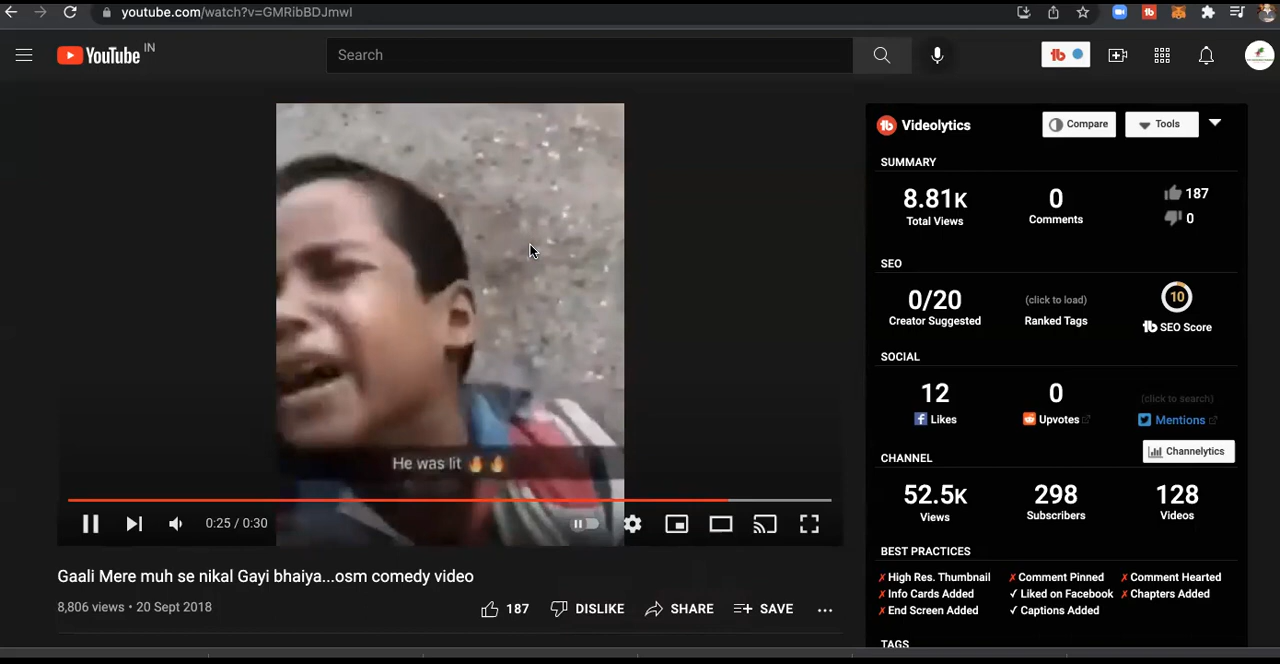 youtube.com/watch?v=GMRibBDJmwI
YouTube IN
Search
Videolytics
Compare
Tools
SUMMARY
8.81K
Total Views
0
Comments
187
0
SEO
0/20
Creator Suggested
(click to load)
Ranked Tags
10
SEO Score
SOCIAL
12
Likes
0
Upvotes
(click to search)
Mentions
CHANNEL
Channelytics
52.5K
Views
298
Subscribers
128
Videos
BEST PRACTICES
✗ High Res. Thumbnail ✗ Comment Pinned ✗ Comment Hearted
✗ Info Cards Added ✓ Liked on Facebook ✗ Chapters Added
✗ End Screen Added ✓ Captions Added
TAGS
He was lit 🔥🔥
0:25 / 0:30
Gaali Mere muh se nikal Gayi bhaiya...osm comedy video
8,806 views • 20 Sept 2018
187 DISLIKE SHARE SAVE ...